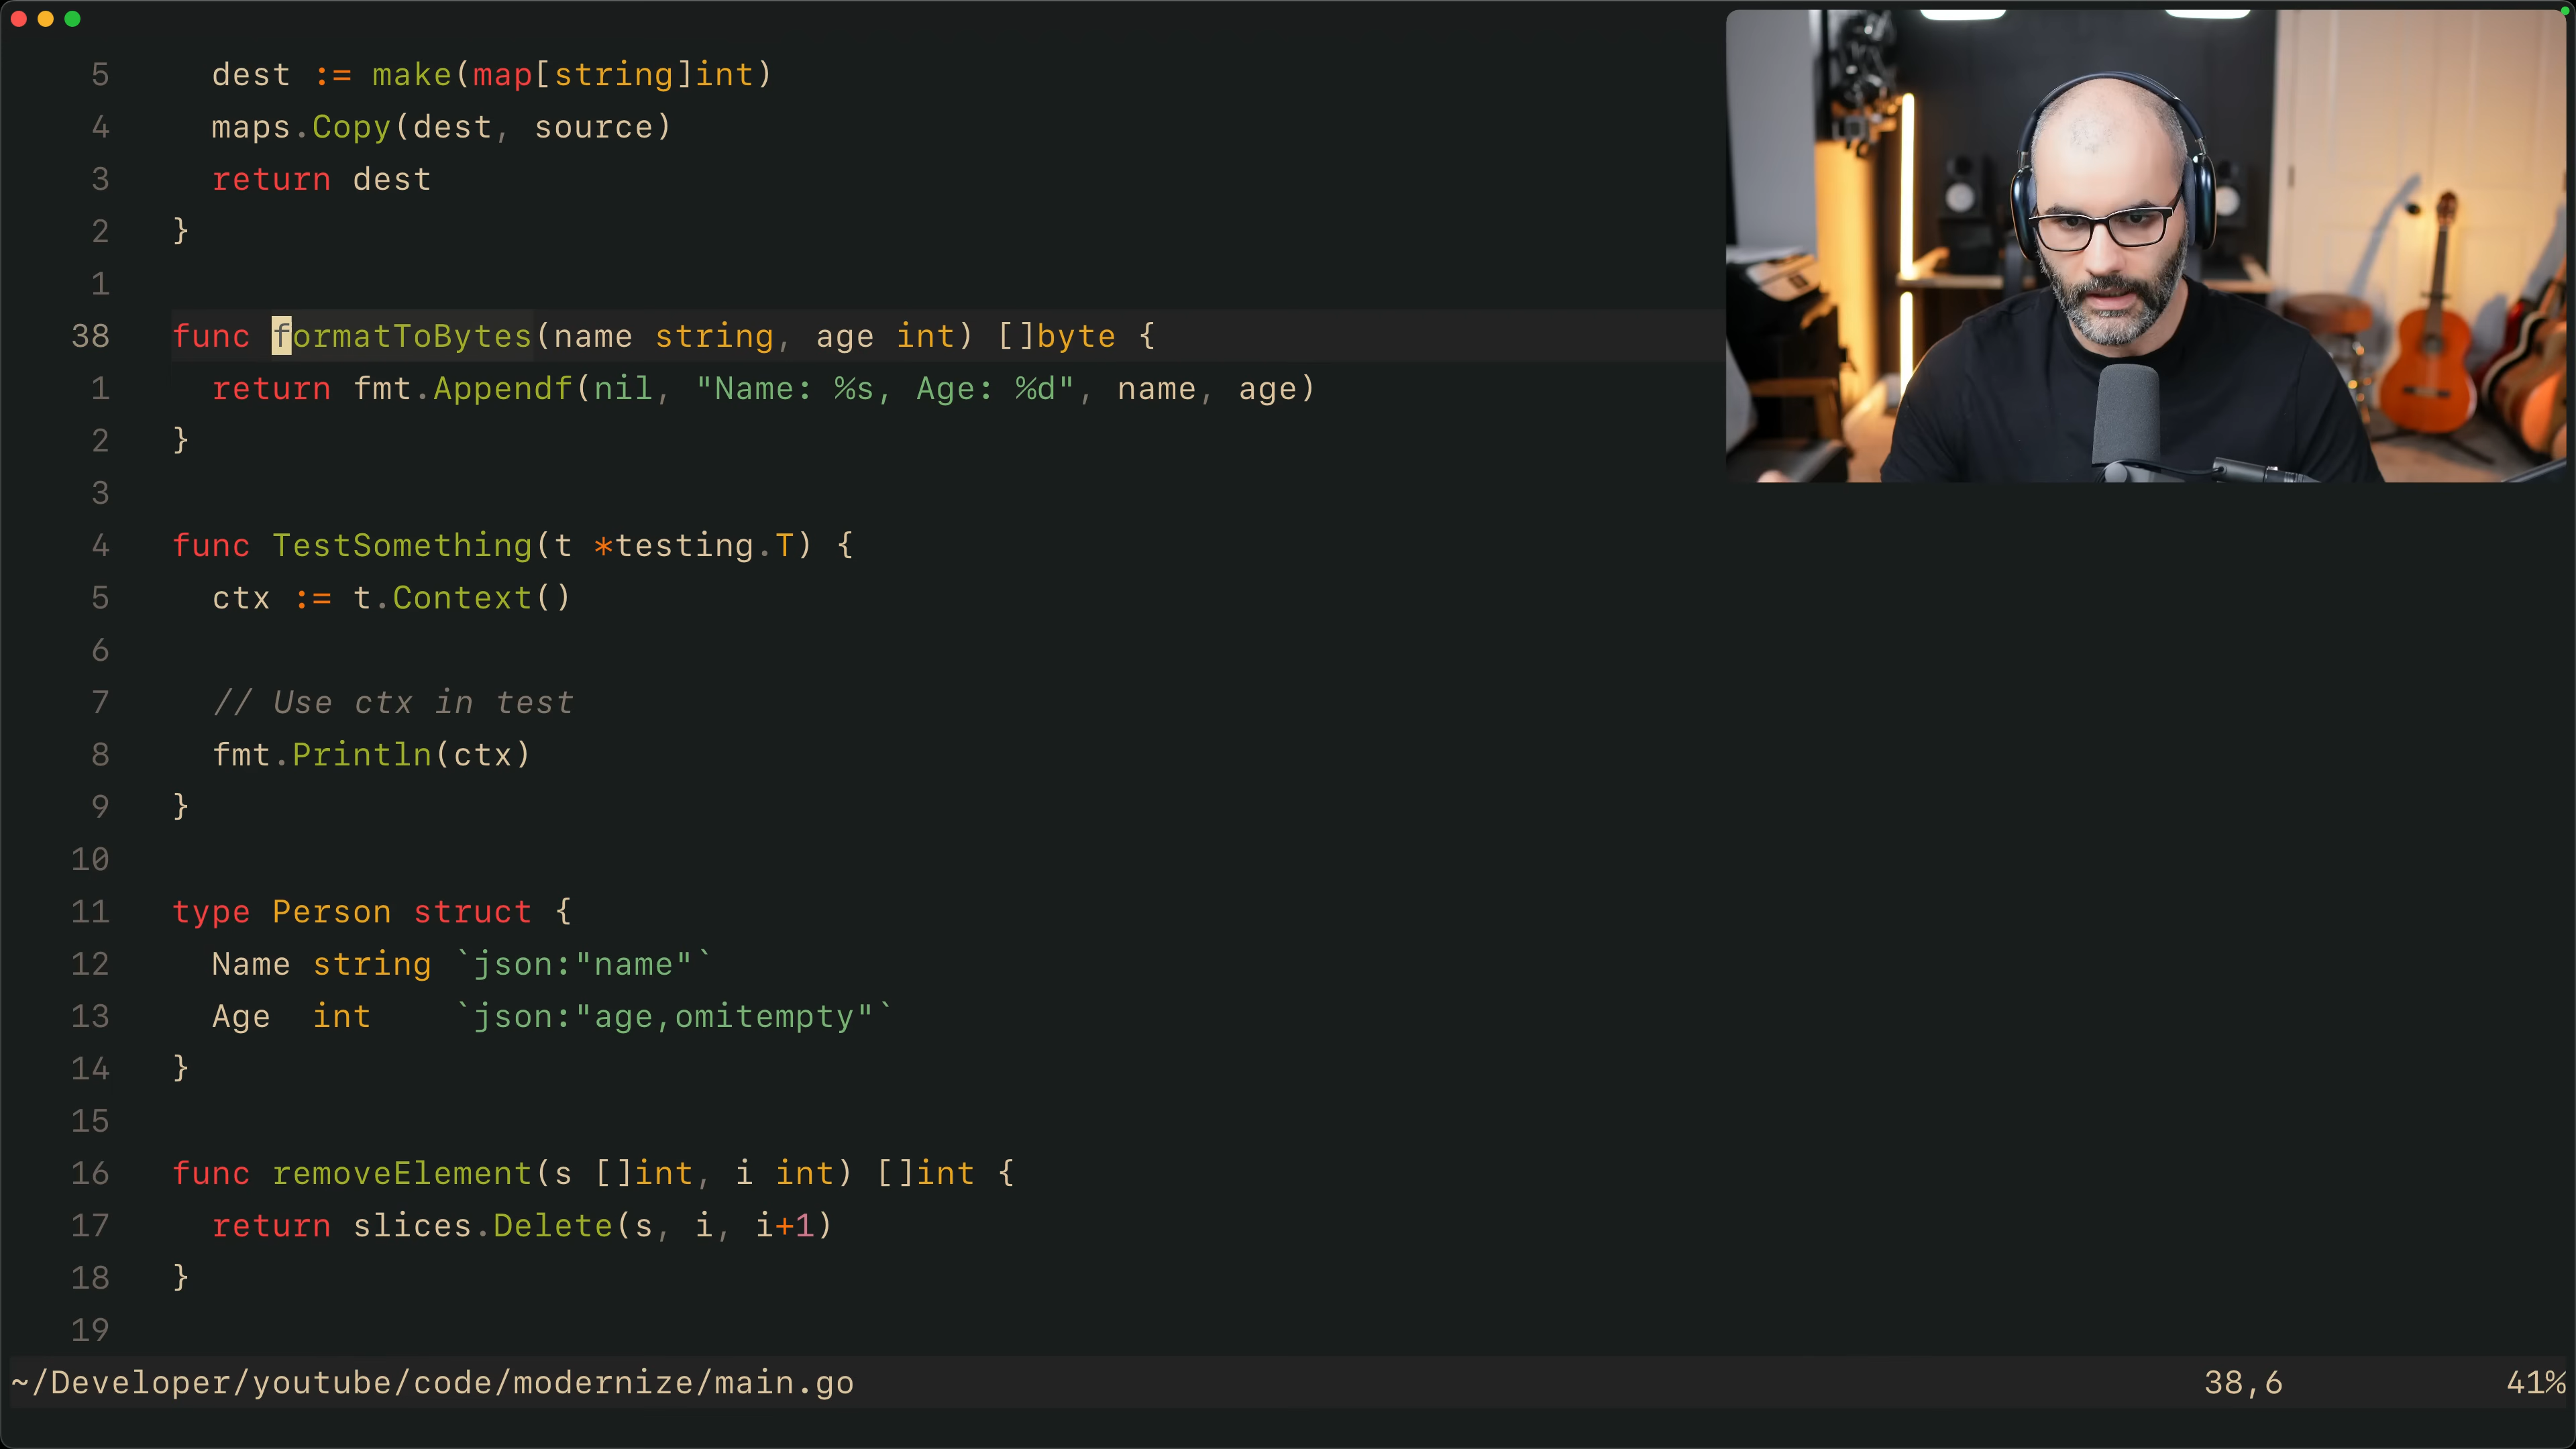 5 dest := make(map[string]int)
4 maps.Copy(dest, source)
3 return dest
2 }
1
38 func formatToBytes(name string, age int) []byte {
1 return fmt.Appendf(nil, "Name: %s, Age: %d", name, age)
2 }
3
4 func TestSomething(t *testing.T) {
5 ctx := t.Context()
6
7 // Use ctx in test
8 fmt.Println(ctx)
9 }
10
11 type Person struct {
12 Name string `json:"name"`
13 Age int `json:"age,omitempty"`
14 }
15
16 func removeElement(s []int, i int) []int {
17 return slices.Delete(s, i, i+1)
18 }
19
~/Developer/youtube/code/modernize/main.go 38,6 41%